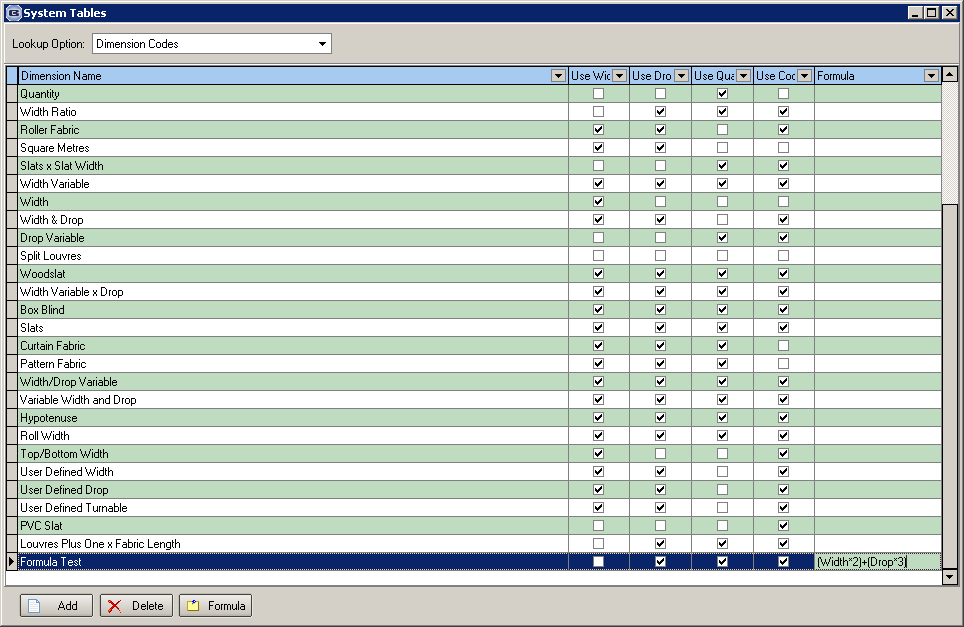 System Tables
Lookup Option: Dimension Codes
Dimension Name Use Wid Use Dro Use Qua Use Coc Formula
Quantity
Width Ratio
Roller Fabric
Square Metres
Slats x Slat Width
Width Variable
Width
Width & Drop
Drop Variable
Split Louvres
Woodslat
Width Variable x Drop
Box Blind
Slats
Curtain Fabric
Pattern Fabric
Width/Drop Variable
Variable Width and Drop
Hypotenuse
Roll Width
Top/Bottom Width
User Defined Width
User Defined Drop
User Defined Turnable
PVC Slat
Louvres Plus One x Fabric Length
Formula Test (Width*2)+(Drop*3)
Add Delete Formula